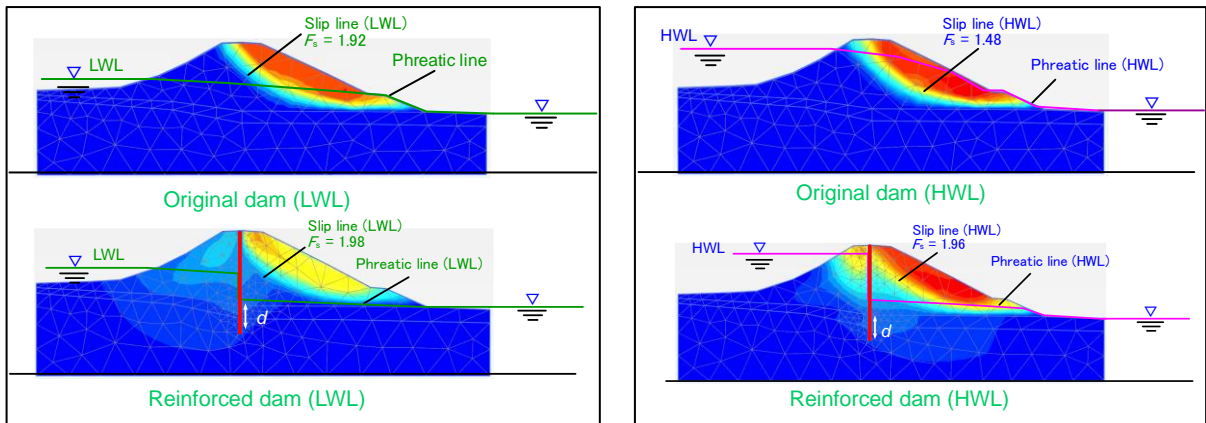 Slip line (LWL)
Fs = 1.92
LWL
Phreatic line
Original dam (LWL)
Slip line (LWL)
Fs = 1.98
LWL
Phreatic line (LWL)
d
Reinforced dam (LWL)
HWL
Slip line (HWL)
Fs = 1.48
Phreatic line (HWL)
Original dam (HWL)
Slip line (HWL)
Fs = 1.96
HWL
Phreatic line (HWL)
d
Reinforced dam (HWL)